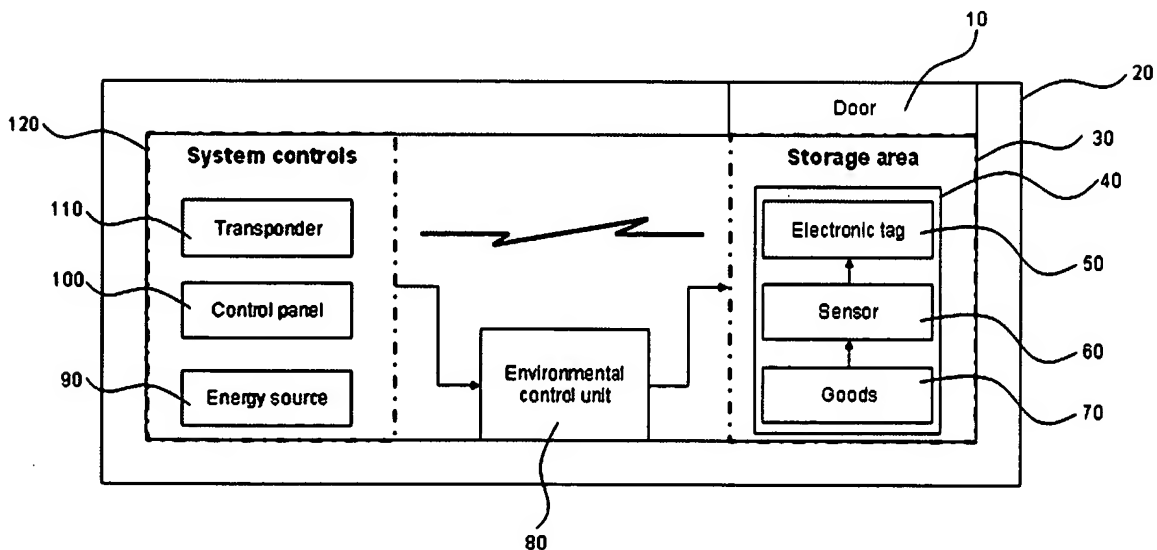 10
20
Door
120
30
System controls
Storage area
40
110
Transponder
Electronic tag
50
100
Control panel
Sensor
60
90
Energy source
Environmental
control unit
Goods
70
80